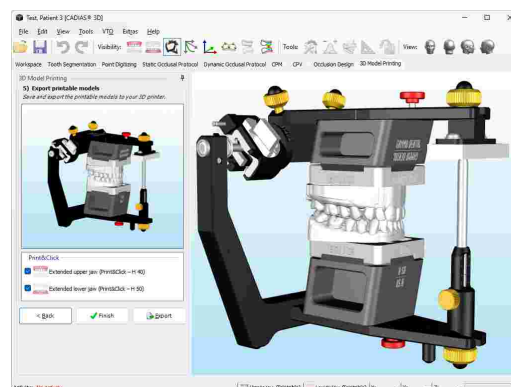 Test, Patient 3 [CADIAS® 3D]
File Edit View Tools VTO Extras Help
Visibility: Tools: View:
Workspace Tooth Segmentation Point Digitizing Static Occlusal Protocol Dynamic Occlusal Protocol CPM CPV Occlusion Design 3D Model Printing
3D Model Printing
5) Export printable models
Save and export the printable models to your 3D printer.
Print&Click
Extended upper jaw (Print&Click – H 40)
Extended lower jaw (Print&Click – H 50)
< Back Finish Export